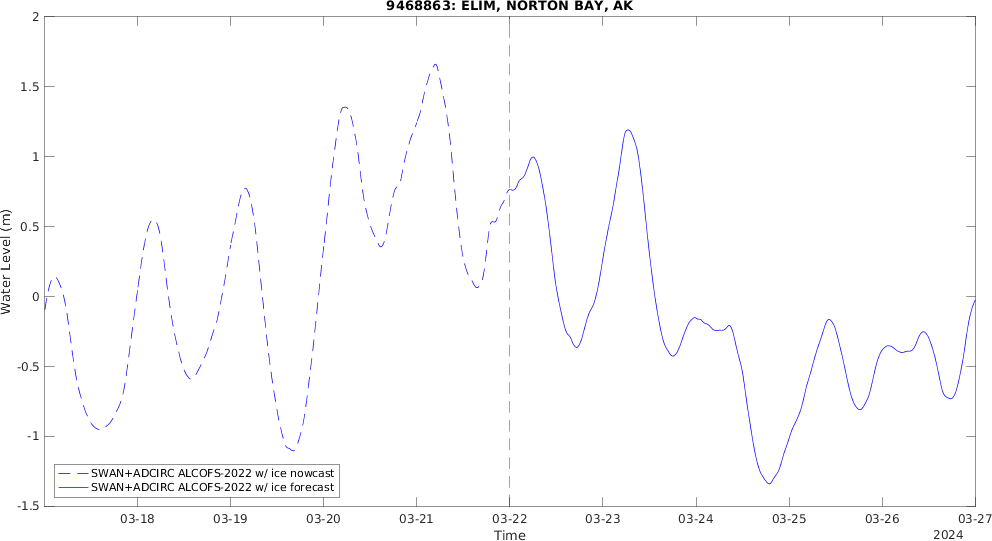 9468863: ELIM, NORTON BAY, AK
Water Level (m)
2
1.5
1
0.5
0
-0.5
-1
-1.5
SWAN+ADCIRC ALCOFS-2022 w/ ice nowcast
SWAN+ADCIRC ALCOFS-2022 w/ ice forecast
03-18 03-19 03-20 03-21 03-22 03-23 03-24 03-25 03-26 03-27
Time
2024